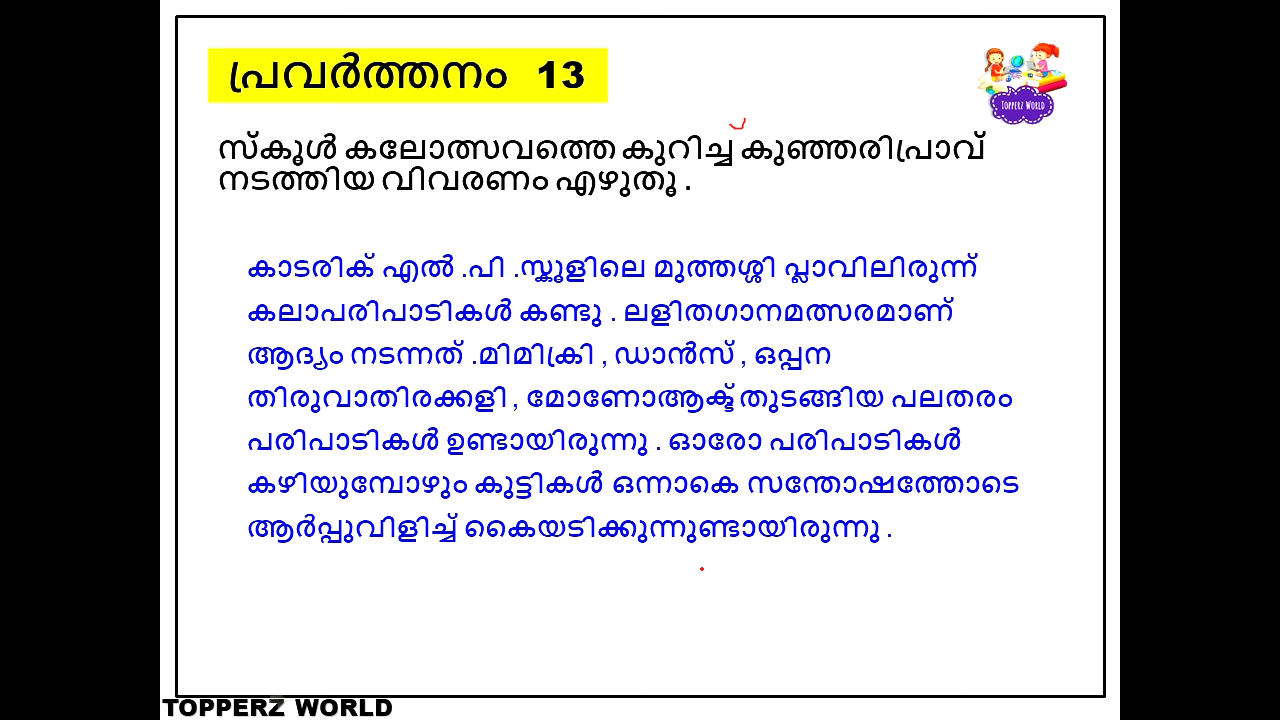 പ്രവർത്തനം 13
TOPPERZ WORLD
സ്കൂൾ കലോത്സവത്തെ കുറിച്ച് കുഞ്ഞരിപ്രാവ്
നടത്തിയ വിവരണം എഴുതൂ .
കാടരിക് എൽ .പി .സ്കൂളിലെ മുത്തശ്ശി പ്ലാവിലിരുന്ന്
കലാപരിപാടികൾ കണ്ടു . ലളിതഗാനമത്സരമാണ്
ആദ്യം നടന്നത് .മിമിക്രി , ഡാൻസ് , ഒപ്പന
തിരുവാതിരക്കളി , മോണോആക്ട് തുടങ്ങിയ പലതരം
പരിപാടികൾ ഉണ്ടായിരുന്നു . ഓരോ പരിപാടികൾ
കഴിയുമ്പോഴും കുട്ടികൾ ഒന്നാകെ സന്തോഷത്തോടെ
ആർപ്പുവിളിച്ച് കൈയടിക്കുന്നുണ്ടായിരുന്നു .
TOPPERZ WORLD